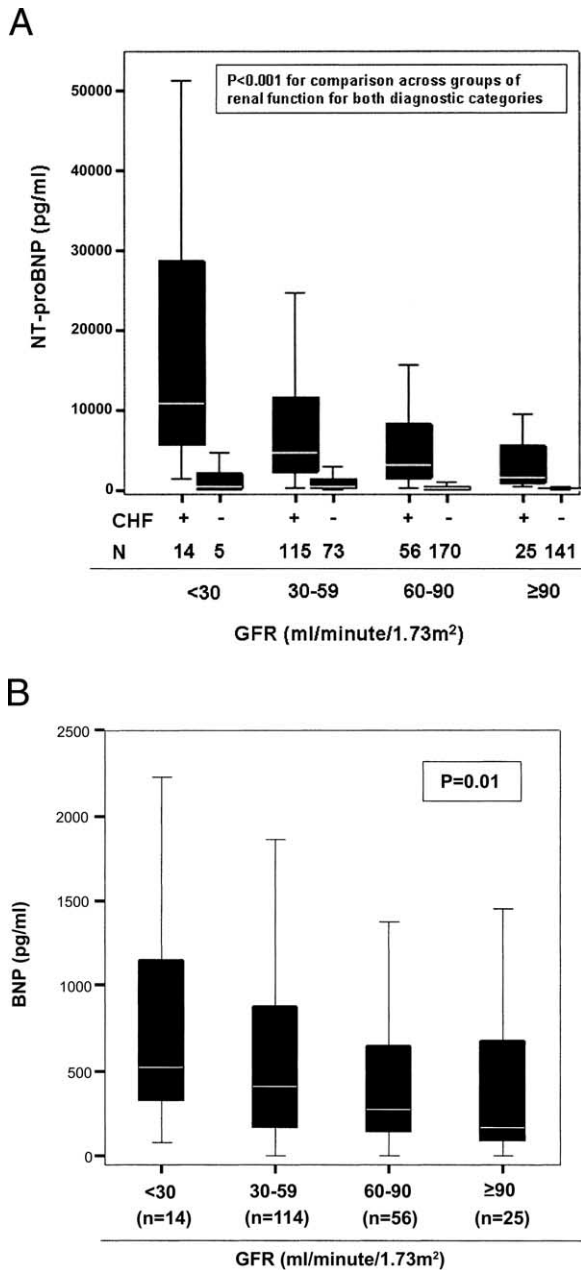 A
P<0.001 for comparison across groups of
renal function for both diagnostic categories
NT-proBNP (pg/ml)
50000
40000
30000
20000
10000
0
CHF + - + - + - + -
N 14 5 115 73 56 170 25 141
<30 30-59 60-90 ≥90
GFR (ml/minute/1.73m²)
B
P=0.01
BNP (pg/ml)
2500
2000
1500
1000
500
0
<30 30-59 60-90 ≥90
(n=14) (n=114) (n=56) (n=25)
GFR (ml/minute/1.73m²)